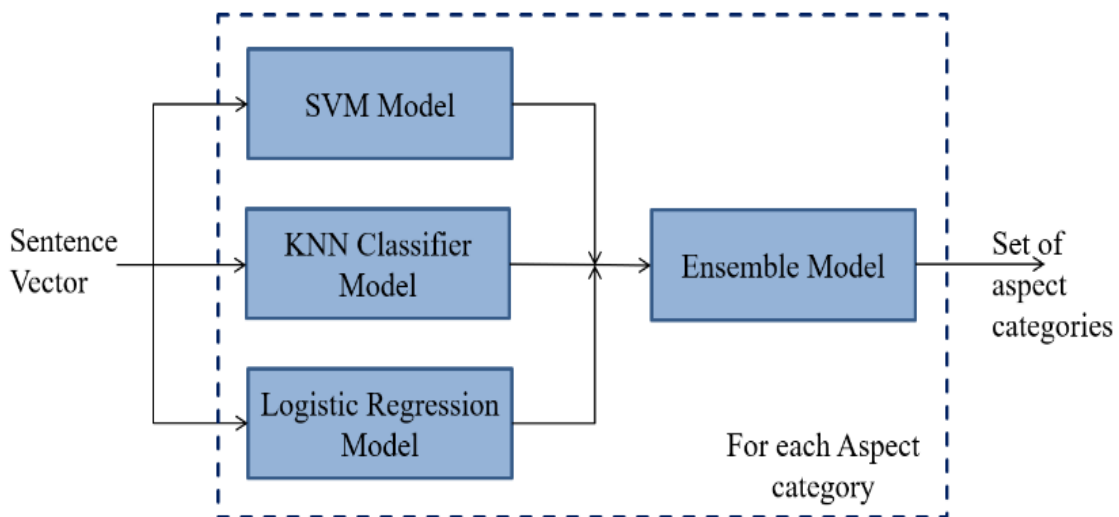 Sentence
Vector
SVM Model
KNN Classifier
Model
Logistic Regression
Model
Ensemble Model
For each Aspect
category
Set of
aspect
categories